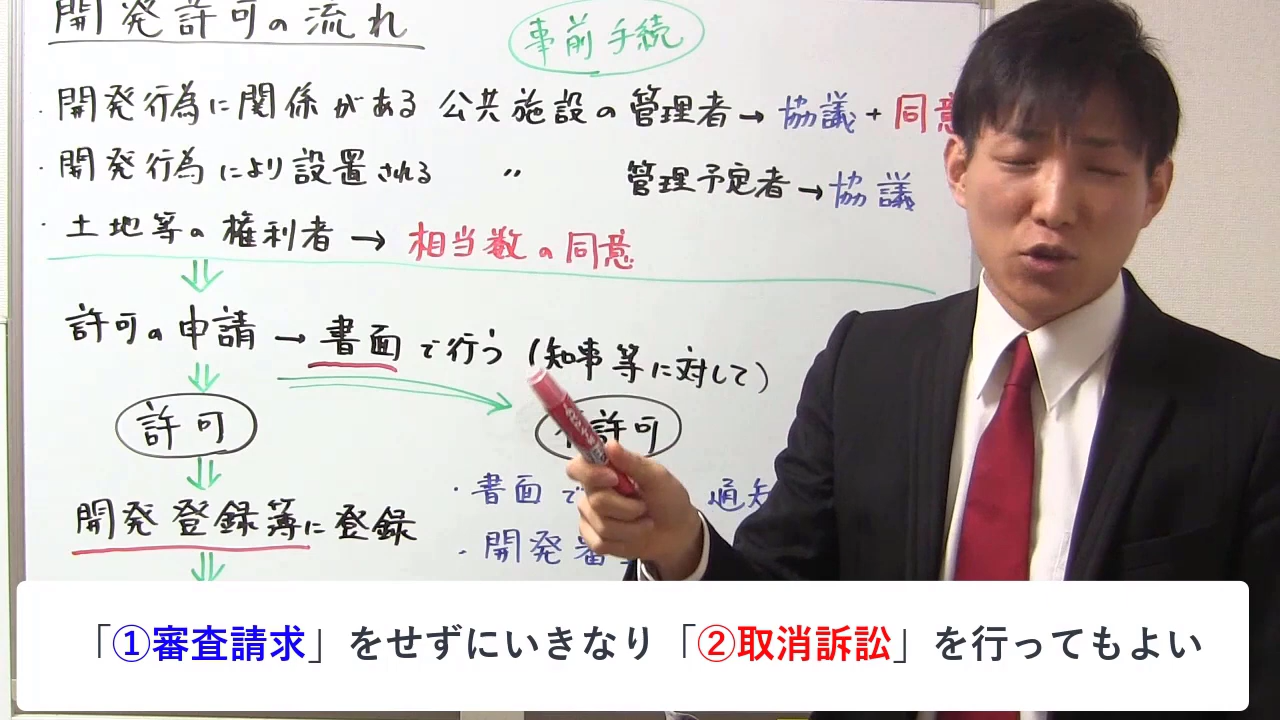 開発許可の流れ
事前手続
・開発行為に関係がある 公共施設の管理者→協議+同意
・開発行為により設置される 〃 管理予定者→協議
・土地等の権利者→相当数の同意
許可の申請→書面で行う(知事等に対して)
許可
許可
・書面で 通知
開発登録簿に登録
・開発審
「①審査請求」をせずにいきなり「②取消訴訟」を行ってもよい